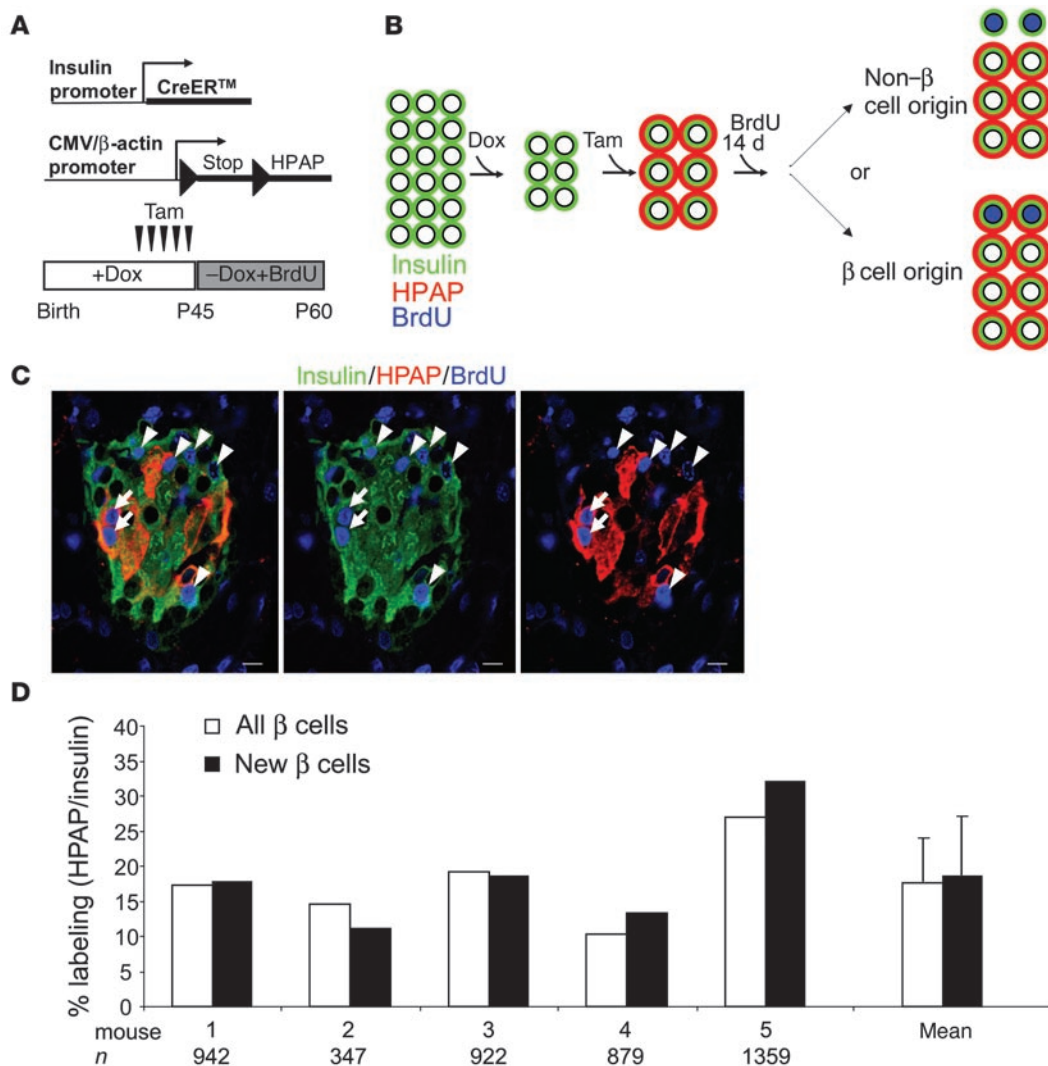 A
Insulin
promoter
CreER™
CMV/β-actin
promoter
Stop
HPAP
Tam
+Dox
−Dox+BrdU
Birth
P45
P60
B
Dox
Tam
BrdU
14 d
Insulin
HPAP
BrdU
Non–β
cell origin
or
β cell origin
C
Insulin/HPAP/BrdU
D
% labeling (HPAP/insulin)
40
35
30
25
20
15
10
5
0
All β cells
New β cells
mouse 1 2 3 4 5 Mean
n 942 347 922 879 1359